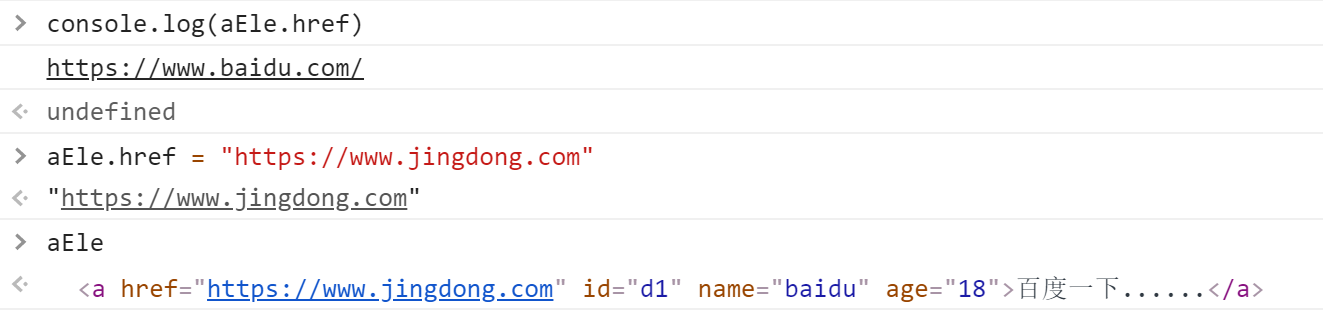 console.log(aEle.href)
https://www.baidu.com/
undefined
aEle.href = "https://www.jingdong.com"
"https://www.jingdong.com"
aEle
<a href="https://www.jingdong.com" id="d1" name="baidu" age="18">百度一下......</a>